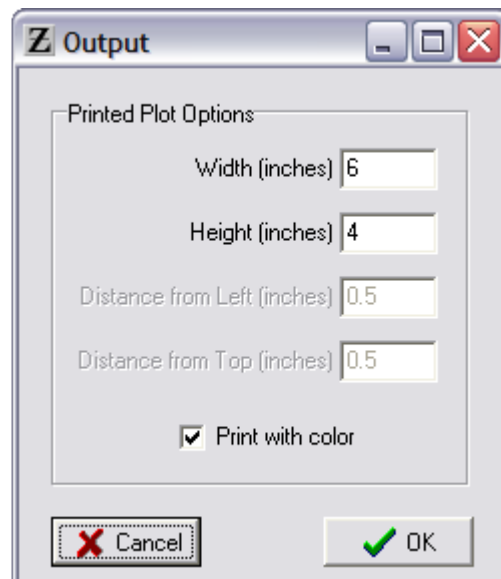 Z Output
Printed Plot Options
Width (inches) 6
Height (inches) 4
Distance from Left (inches) 0.5
Distance from Top (inches) 0.5
Print with color
Cancel OK